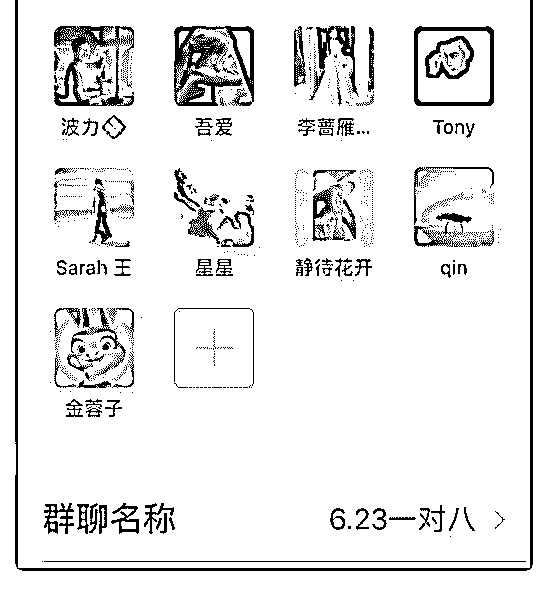 波力
吾爱
李蔷雁...
Tony
Sarah 王
星星
静待花开
qin
金蓉子
群聊名称
6.23一对八